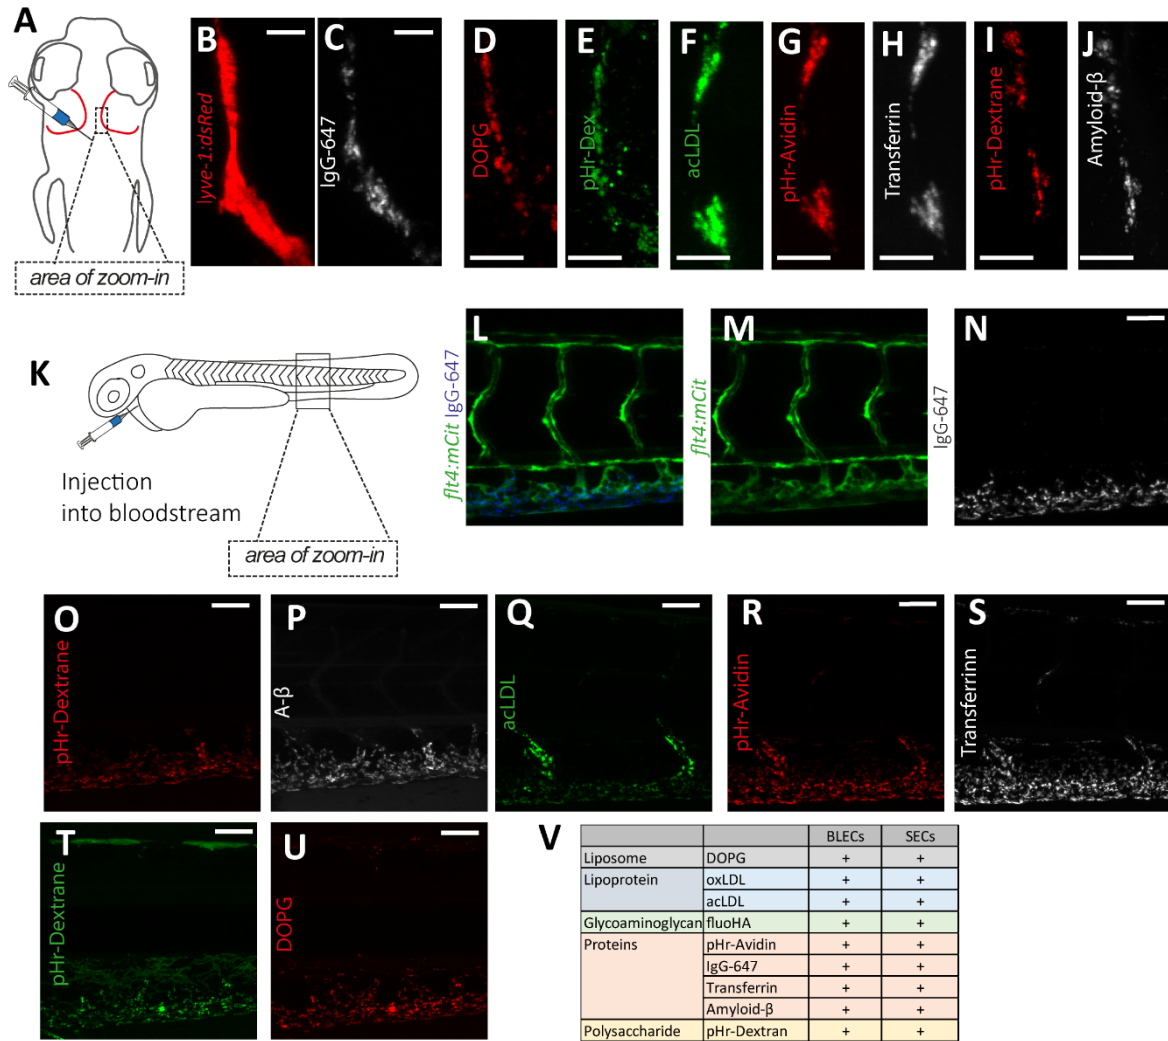 A
area of zoom-in
B
lyve-1:dsRed
C
IgG-647
D
DOPG
E
pHr-Dex
F
acLDL
G
pHr-Avidin
H
Transferrin
I
pHr-Dextrane
J
Amyloid-β
K
Injection
into bloodstream
area of zoom-in
L
flt4:mCit IgG-647
M
flt4:mCit
N
IgG-647
O
pHr-Dextrane
P
A-β
Q
acLDL
R
pHr-Avidin
S
Transferrinn
T
pHr-Dextrane
U
DOPG
V
BLECs SECs
Liposome DOPG + +
Lipoprotein oxLDL + +
acLDL + +
Glycoaminoglycan fluoHA + +
Proteins pHr-Avidin + +
IgG-647 + +
Transferrin + +
Amyloid-β + +
Polysaccharide pHr-Dextran + +